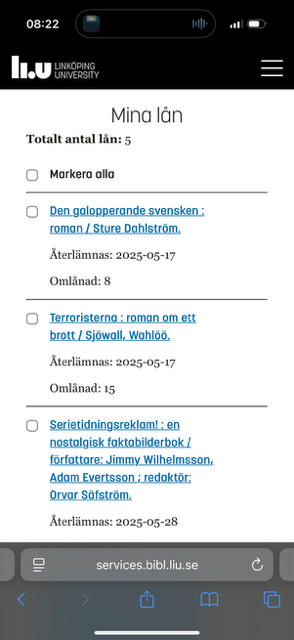 08:22
LINKÖPING
UNIVERSITY
Mina lån
Totalt antal lån: 5
Markera alla
Den galopperande svensken :
roman / Sture Dahlström.
Återlämnas: 2025-05-17
Omlånad: 8
Terroristerna : roman om ett
brott / Sjöwall, Wahlöö.
Återlämnas: 2025-05-17
Omlånad: 15
Serietidningsreklam! : en
nostalgisk faktabilderbok /
författare: Jimmy Wilhelmsson,
Adam Evertsson ; redaktör:
Orvar Säfström.
Återlämnas: 2025-05-28
services.bibl.liu.se